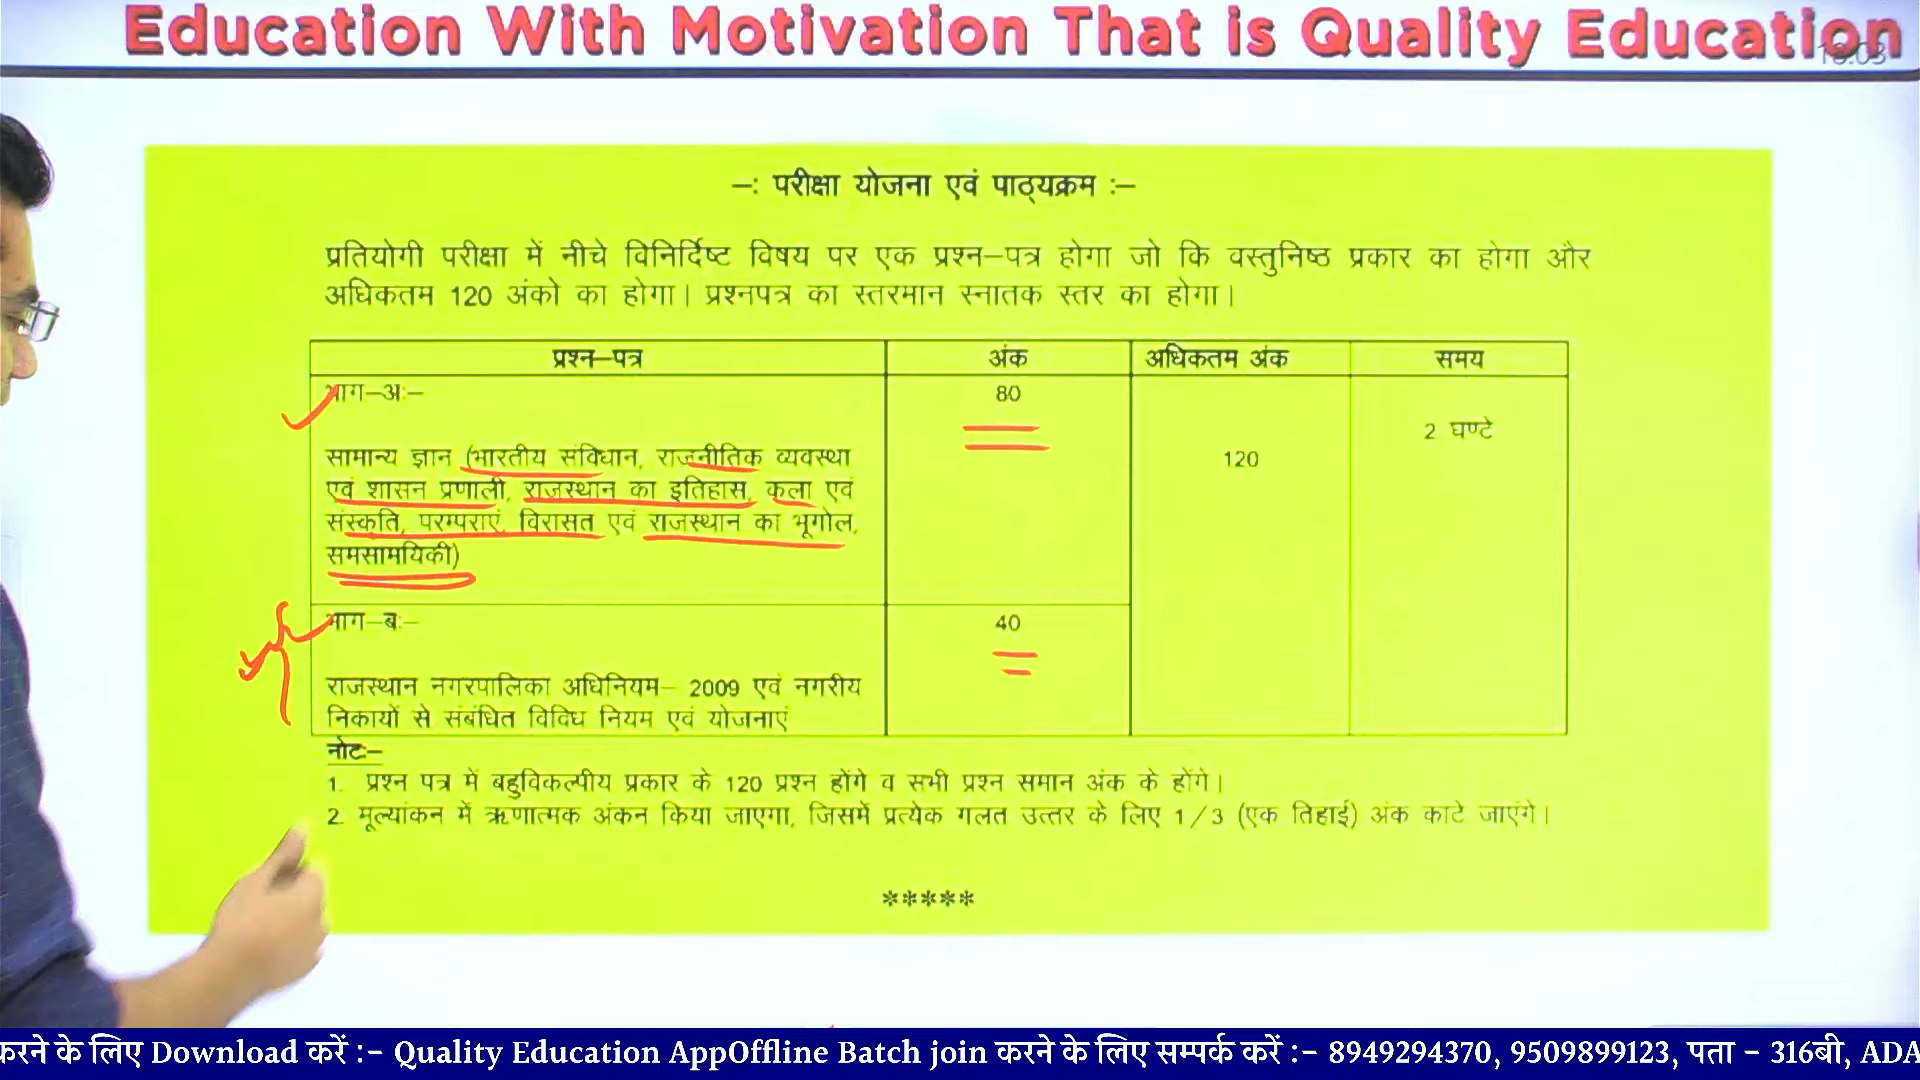 Education With Motivation That is Quality Education
18:03
–: परीक्षा योजना एवं पाठ्यक्रम :–
प्रतियोगी परीक्षा में नीचे विनिर्दिष्ट विषय पर एक प्रश्न–पत्र होगा जो कि वस्तुनिष्ठ प्रकार का होगा और
अधिकतम 120 अंको का होगा। प्रश्नपत्र का स्तरमान स्नातक स्तर का होगा।
प्रश्न–पत्र अंक अधिकतम अंक समय
भाग–अः– 80
2 घण्टे
सामान्य ज्ञान (भारतीय संविधान, राजनीतिक व्यवस्था 120
एवं शासन प्रणाली, राजस्थान का इतिहास, कला एवं
संस्कृति, परम्पराएं, विरासत एवं राजस्थान का भूगोल,
समसामयिकी)
भाग–बः– 40
राजस्थान नगरपालिका अधिनियम– 2009 एवं नगरीय
निकायों से संबंधित विविध नियम एवं योजनाएं
नोटः–
1. प्रश्न पत्र में बहुविकल्पीय प्रकार के 120 प्रश्न होंगे व सभी प्रश्न समान अंक के होंगे।
2. मूल्यांकन में ऋणात्मक अंकन किया जाएगा, जिसमें प्रत्येक गलत उत्तर के लिए 1/3 (एक तिहाई) अंक काटे जाएंगे।
*****
करने के लिए Download करें :– Quality Education AppOffline Batch join करने के लिए सम्पर्क करें :– 8949294370, 9509899123, पता – 316बी, ADA